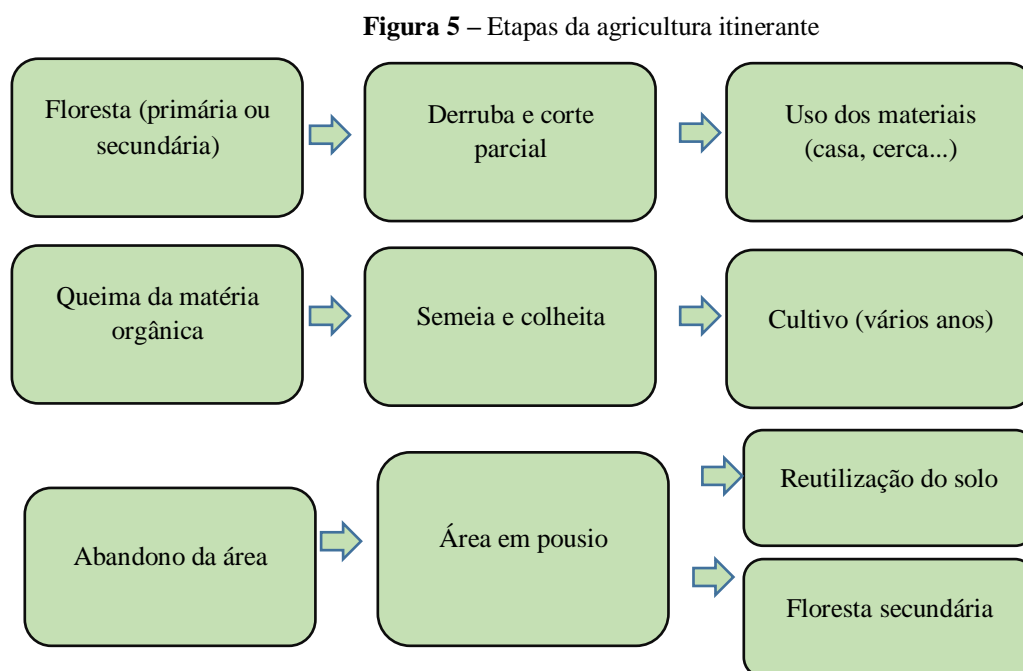 Figura 5 – Etapas da agricultura itinerante
Floresta (primária ou
secundária)
Derruba e corte
parcial
Uso dos materiais
(casa, cerca...)
Queima da matéria
orgânica
Semeia e colheita
Cultivo (vários anos)
Abandono da área
Área em pousio
Reutilização do solo
Floresta secundária